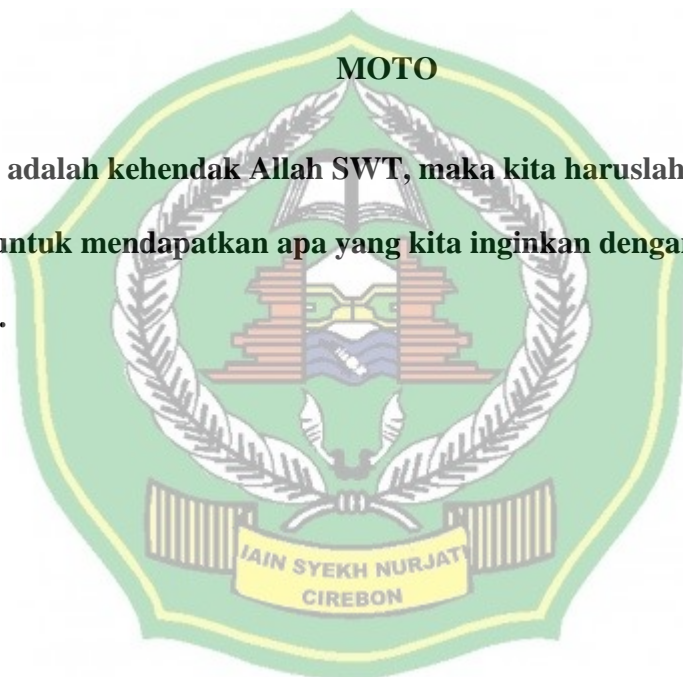 MOTO
adalah kehendak Allah SWT, maka kita haruslah
untuk mendapatkan apa yang kita inginkan dengan
.
IAIN SYEKH NURJATI
CIREBON